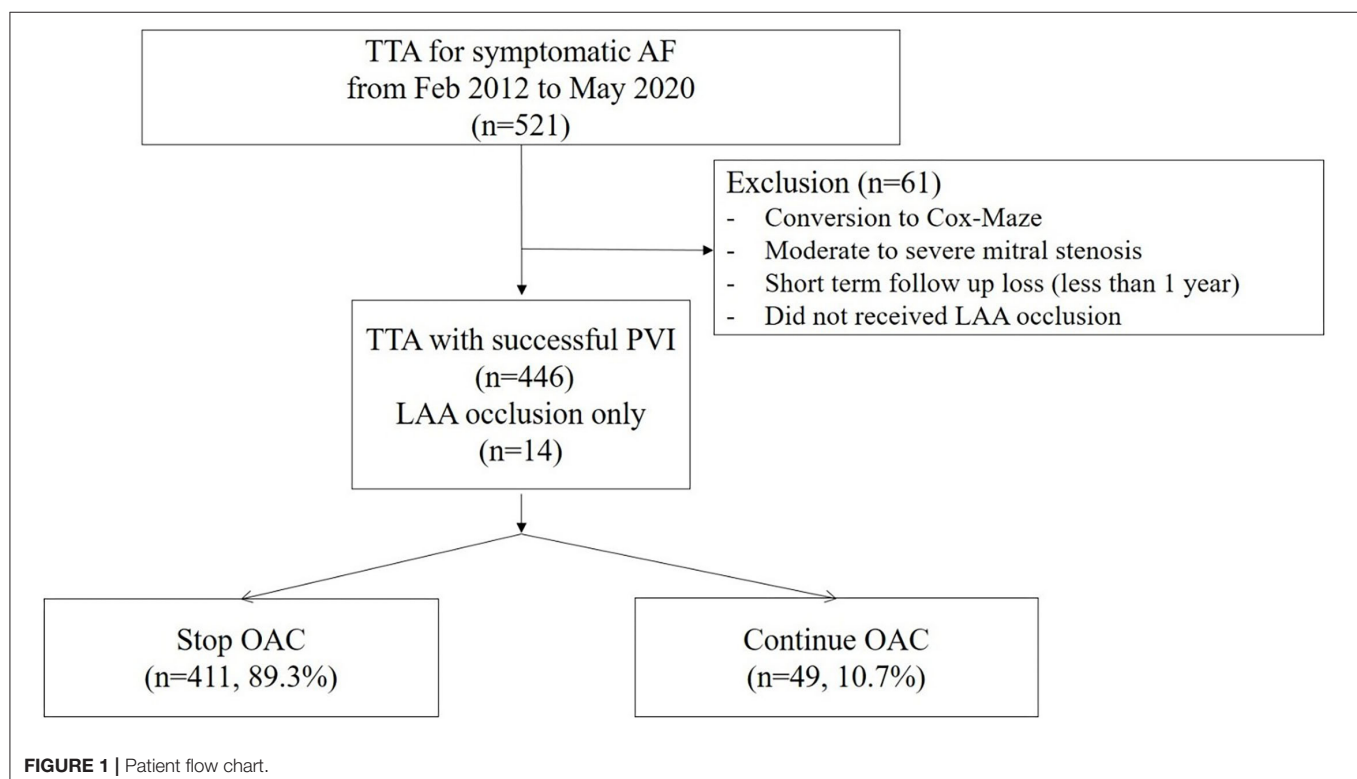 TTA for symptomatic AF
from Feb 2012 to May 2020
(n=521)
Exclusion (n=61)
- Conversion to Cox-Maze
- Moderate to severe mitral stenosis
- Short term follow up loss (less than 1 year)
- Did not received LAA occlusion
TTA with successful PVI
(n=446)
LAA occlusion only
(n=14)
Stop OAC
(n=411, 89.3%)
Continue OAC
(n=49, 10.7%)
FIGURE 1 | Patient flow chart.